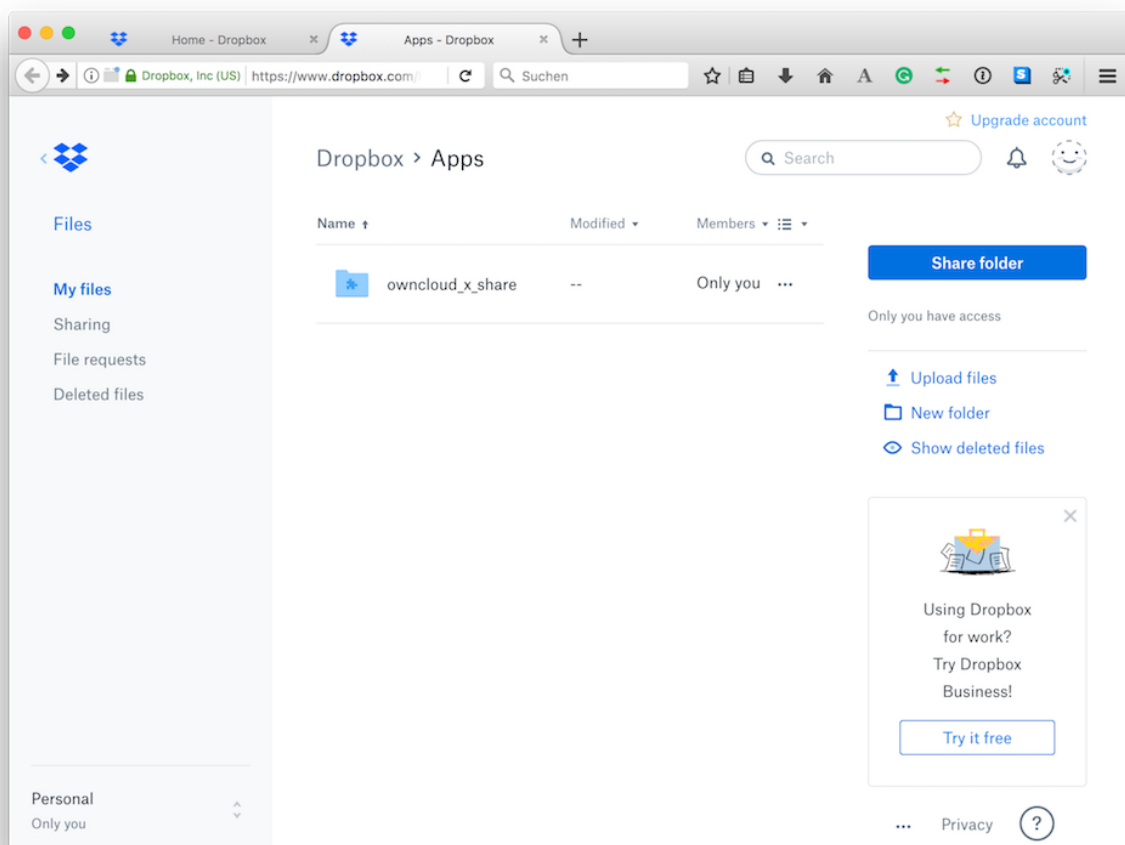 Home - Dropbox
Apps - Dropbox
Dropbox, Inc (US)
https://www.dropbox.com/
Suchen
Upgrade account
Dropbox › Apps
Search
Files
My files
Sharing
File requests
Deleted files
Name
Modified
Members
owncloud_x_share
--
Only you
Share folder
Only you have access
Upload files
New folder
Show deleted files
Using Dropbox
for work?
Try Dropbox
Business!
Try it free
Personal
Only you
Privacy
?